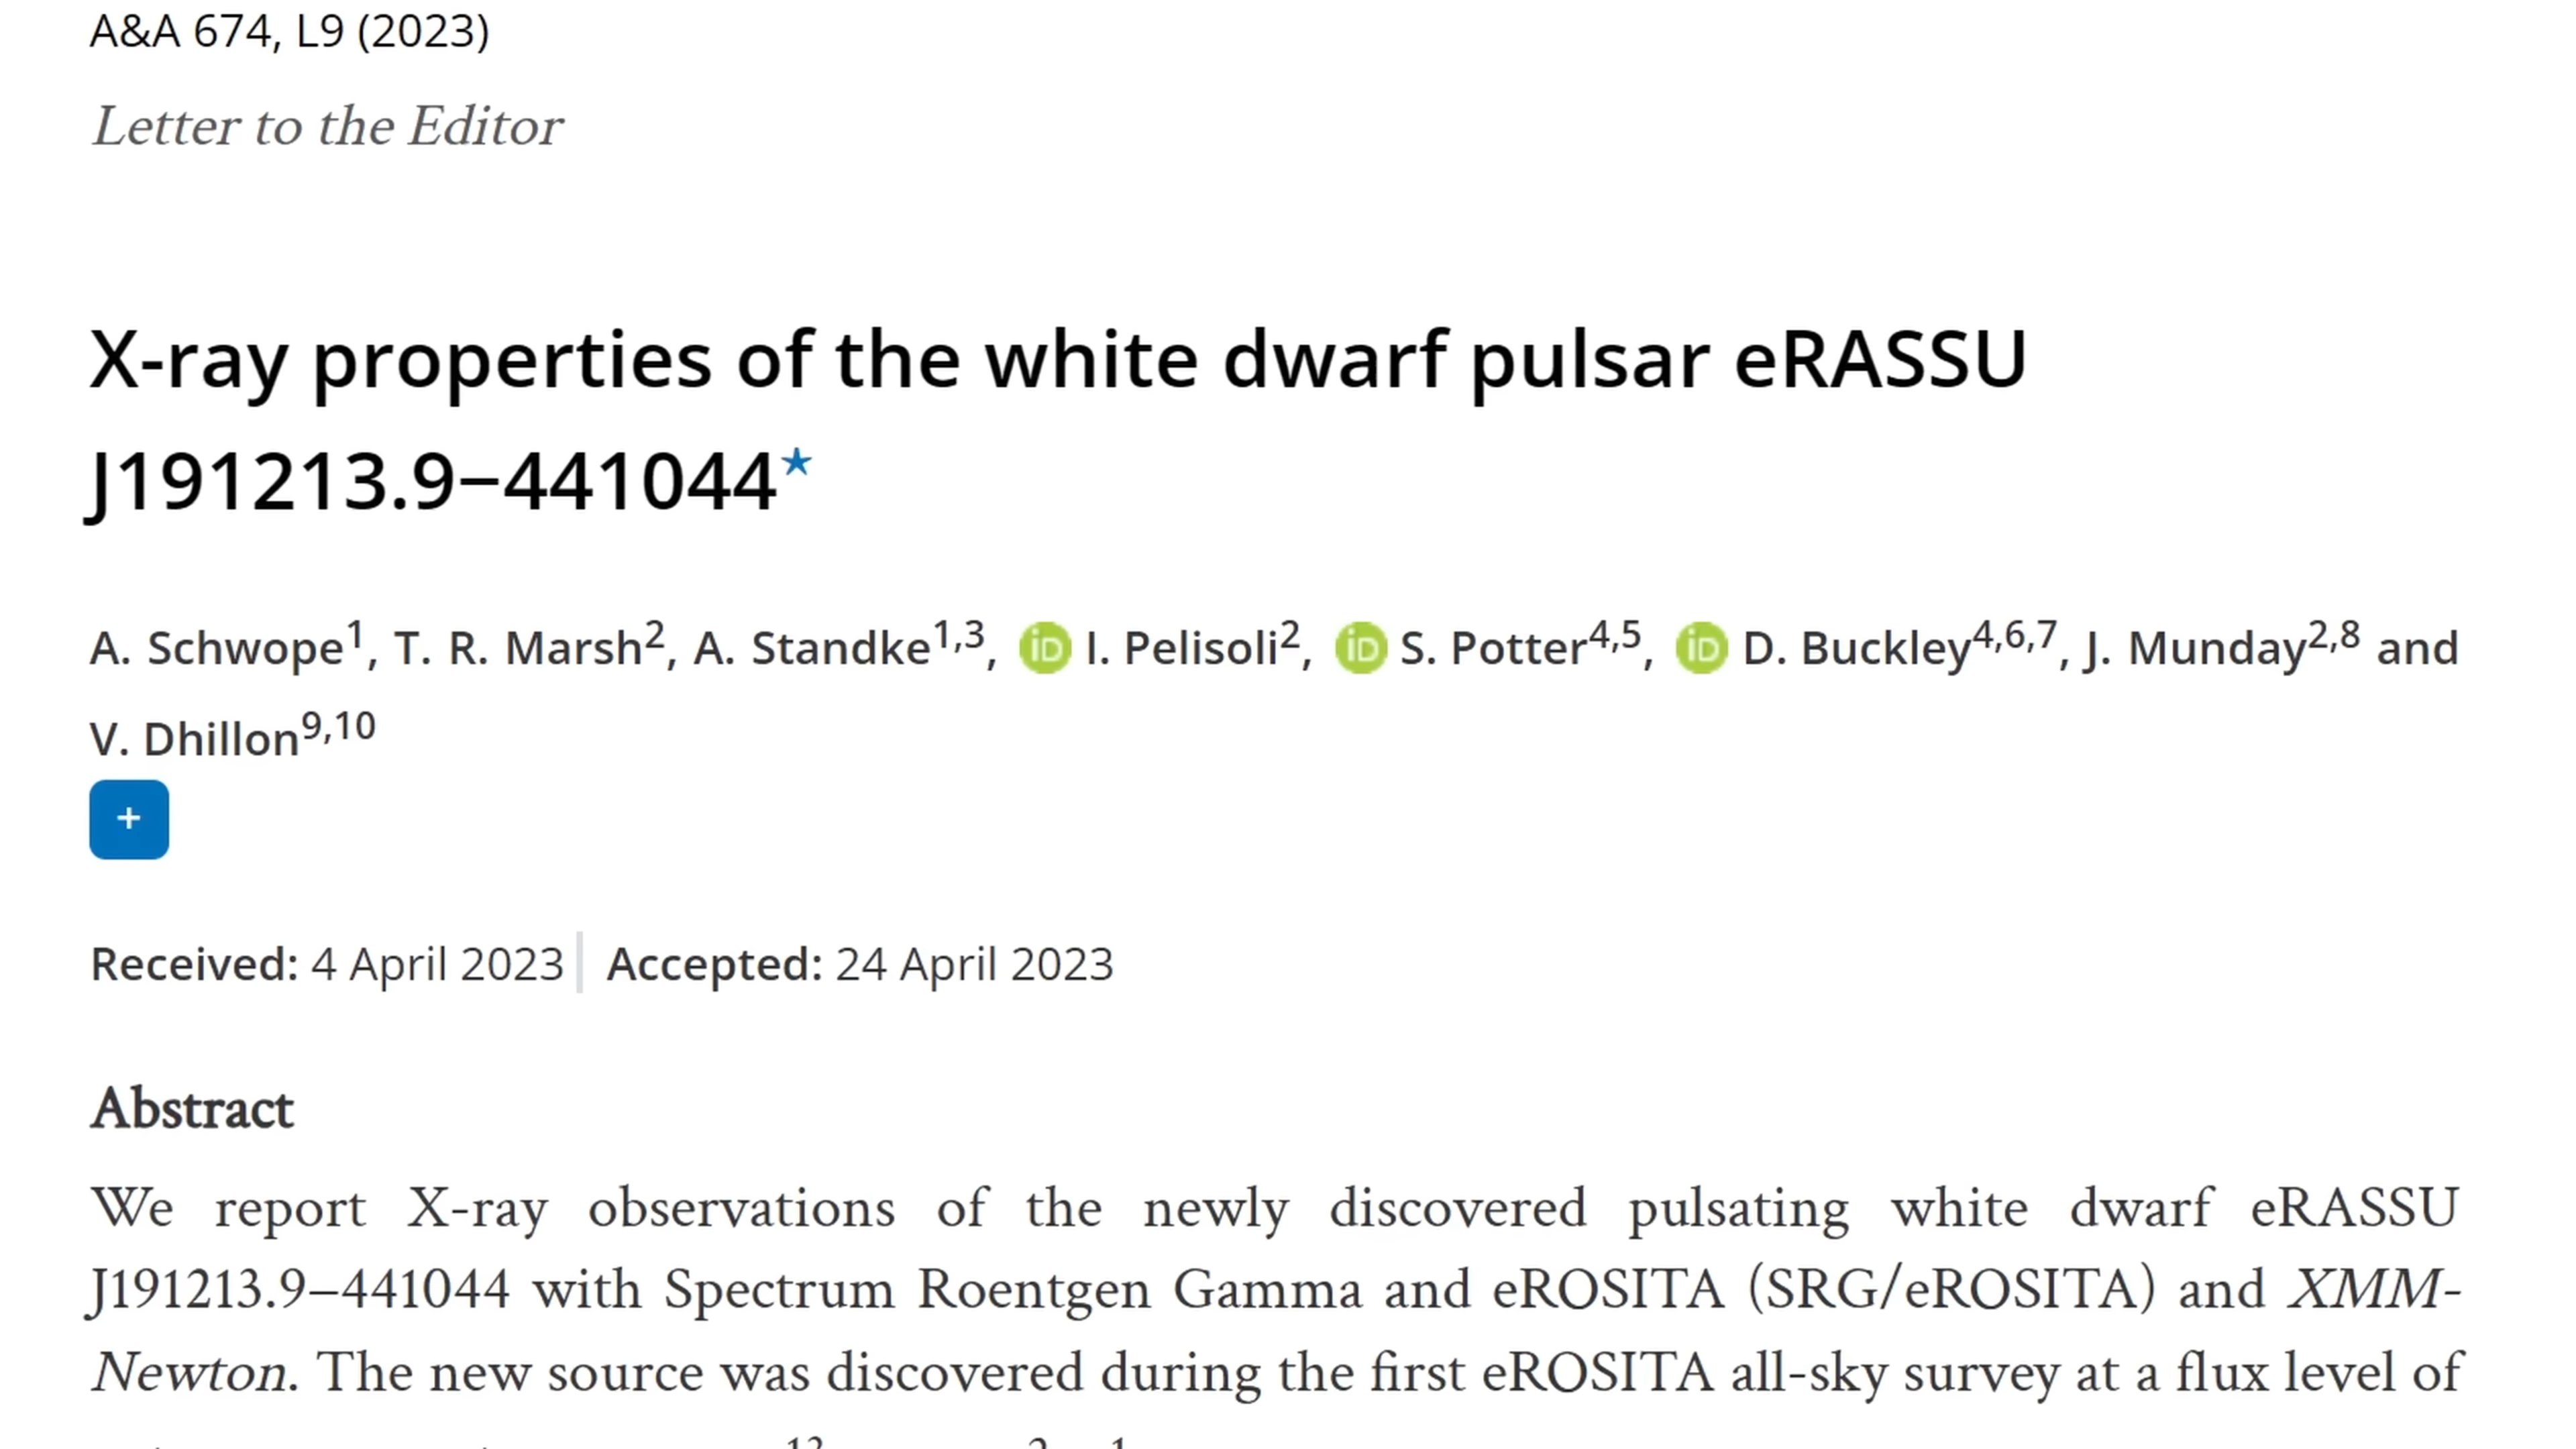 A&A 674, L9 (2023)
Letter to the Editor
X-ray properties of the white dwarf pulsar eRASSU
J191213.9−441044★
A. Schwope1, T. R. Marsh2, A. Standke1,3, iD I. Pelisoli2, iD S. Potter4,5, iD D. Buckley4,6,7, J. Munday2,8 and
V. Dhillon9,10
+
Received: 4 April 2023 | Accepted: 24 April 2023
Abstract
We report X-ray observations of the newly discovered pulsating white dwarf eRASSU
J191213.9–441044 with Spectrum Roentgen Gamma and eROSITA (SRG/eROSITA) and XMM-
Newton. The new source was discovered during the first eROSITA all-sky survey at a flux level of